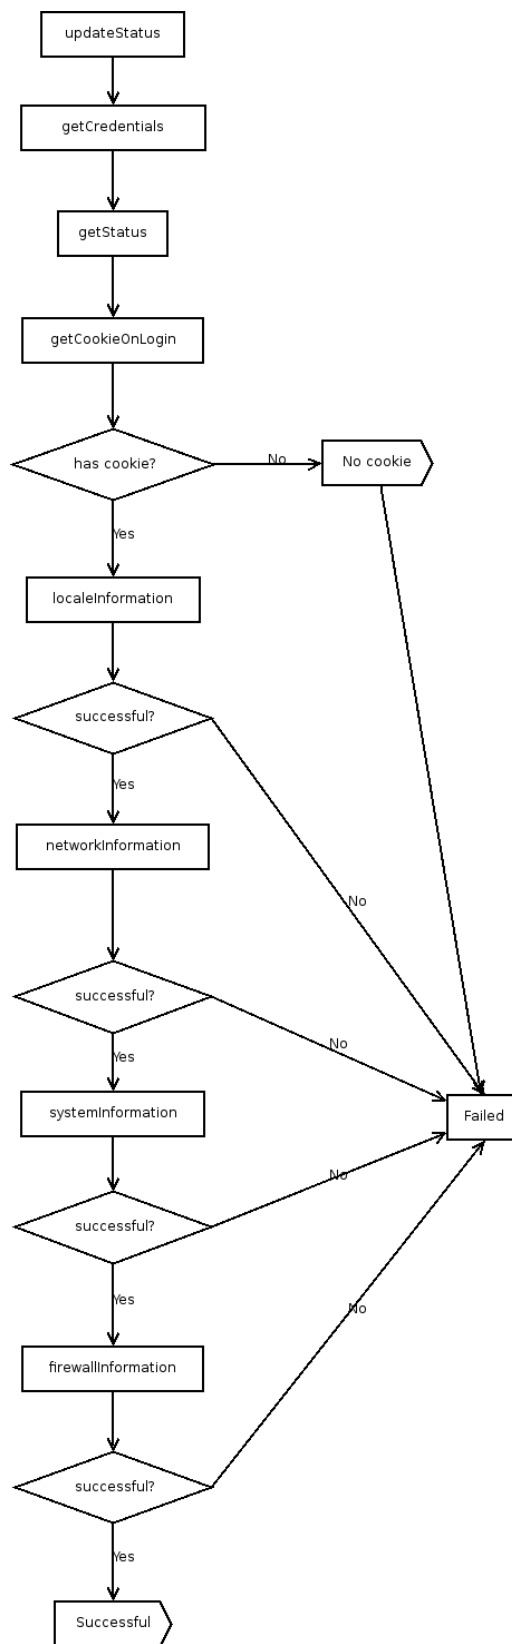 updateStatus
getCredentials
getStatus
getCookieOnLogin
has cookie?
No
No cookie
Yes
localeInformation
successful?
Yes
networkInformation
No
successful?
No
Yes
systemInformation
Failed
No
successful?
Yes
No
firewallInformation
successful?
Yes
Successful